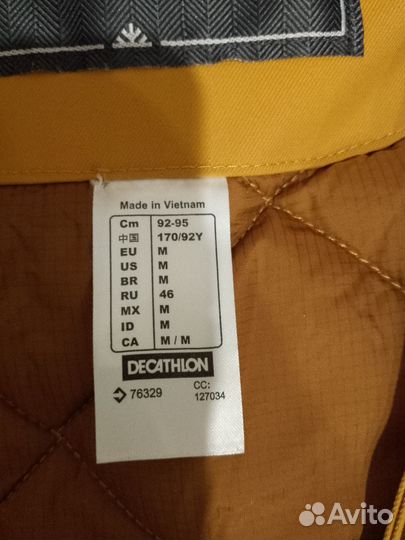 Made in Vietnam
Cm 92-95
中国 170/92Y
EU M
US M
BR M
RU 46
MX M
ID M
CA M / M
DECATHLON
76329 CC: 127034
Avito